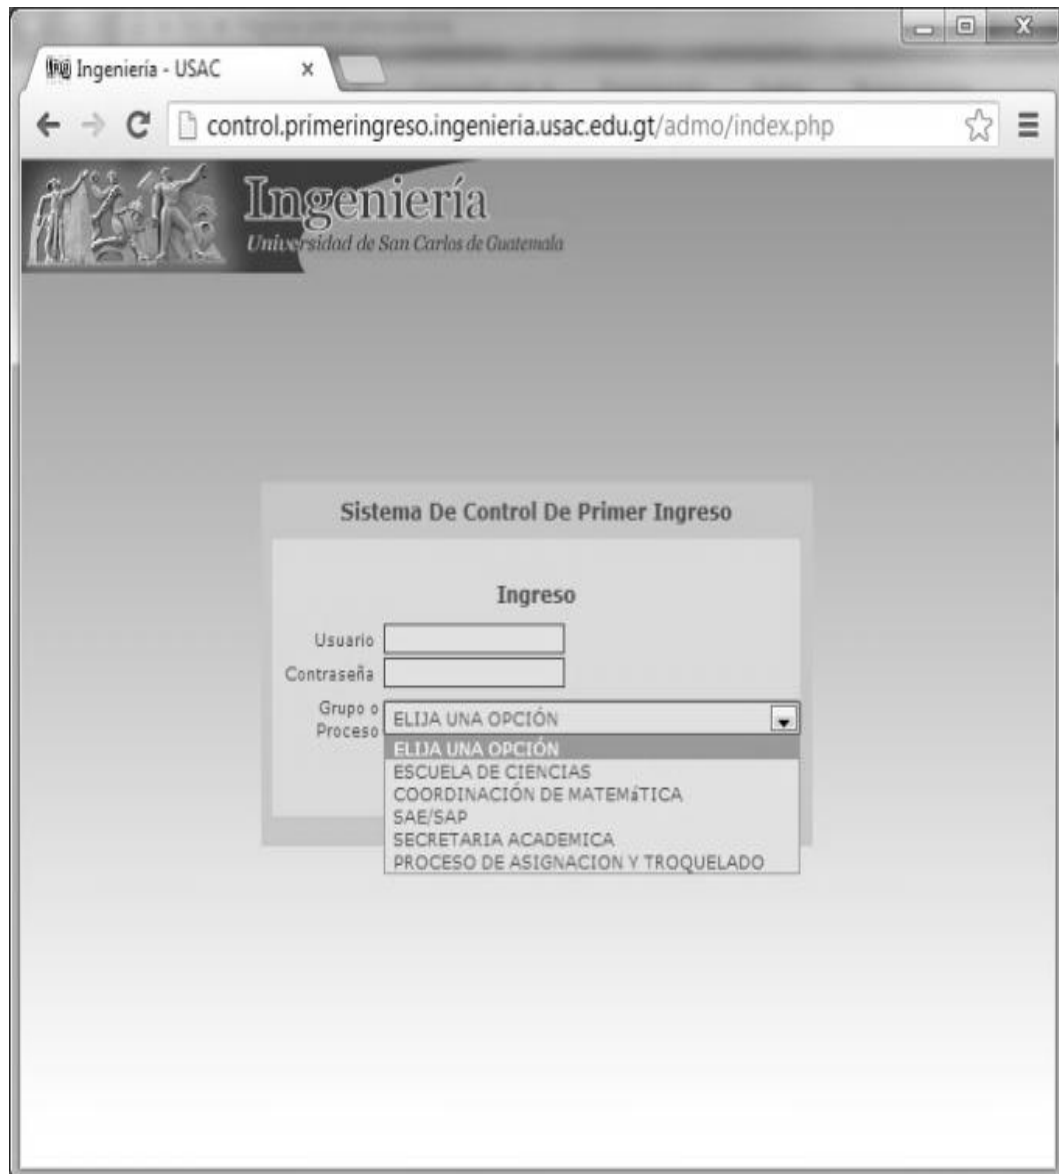 Ingeniería - USAC
control.primeringreso.ingenieria.usac.edu.gt/admo/index.php
Ingeniería
Universidad de San Carlos de Guatemala
Sistema De Control De Primer Ingreso
Ingreso
Usuario
Contraseña
Grupo o
Proceso
ELIJA UNA OPCIÓN
ELIJA UNA OPCIÓN
ESCUELA DE CIENCIAS
COORDINACIÓN DE MATEMáTICA
SAE/SAP
SECRETARIA ACADEMICA
PROCESO DE ASIGNACION Y TROQUELADO